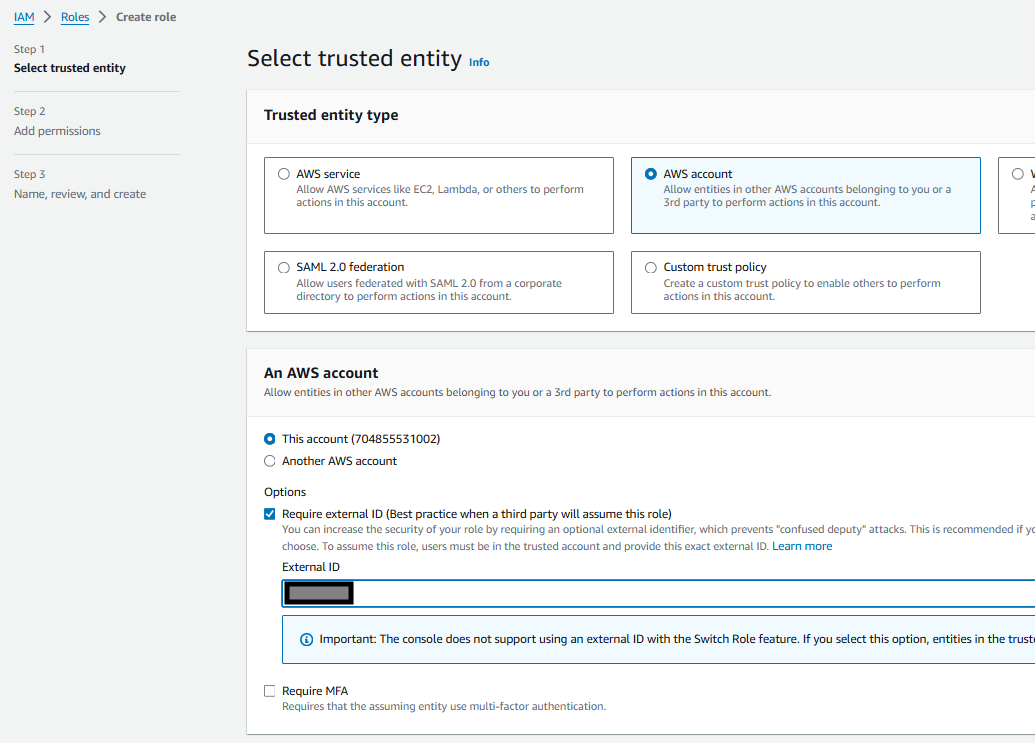 IAM > Roles > Create role
Step 1
Select trusted entity
Step 2
Add permissions
Step 3
Name, review, and create
Select trusted entity Info
Trusted entity type
AWS service
Allow AWS services like EC2, Lambda, or others to perform
actions in this account.
AWS account
Allow entities in other AWS accounts belonging to you or a
3rd party to perform actions in this account.
SAML 2.0 federation
Allow users federated with SAML 2.0 from a corporate
directory to perform actions in this account.
Custom trust policy
Create a custom trust policy to enable others to perform
actions in this account.
An AWS account
Allow entities in other AWS accounts belonging to you or a 3rd party to perform actions in this account.
This account (704855531002)
Another AWS account
Options
Require external ID (Best practice when a third party will assume this role)
You can increase the security of your role by requiring an optional external identifier, which prevents "confused deputy" attacks. This is recommended if
choose. To assume this role, users must be in the trusted account and provide this exact external ID. Learn more
External ID
Important: The console does not support using an external ID with the Switch Role feature. If you select this option, entities in the
Require MFA
Requires that the assuming entity use multi-factor authentication.